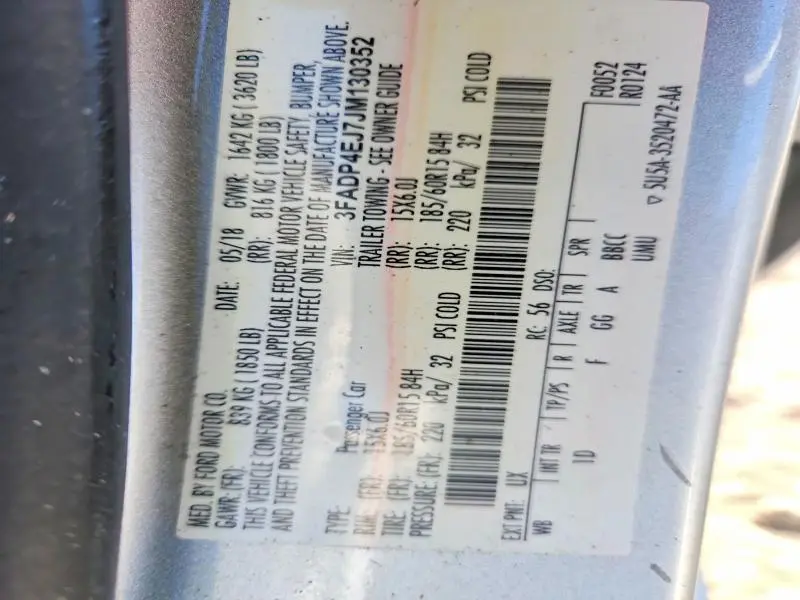 MFD. BY FORD MOTOR CO.
DATE: 05/18 GVWR: 1642 KG ( 3620 LB)
GAWR: (FR): 839 KG (1850 LB) (RR): 816 KG (1800 LB)
THIS VEHICLE CONFORMS TO ALL APPLICABLE FEDERAL MOTOR VEHICLE SAFETY, BUMPER,
AND THEFT PREVENTION STANDARDS IN EFFECT ON THE DATE OF MANUFACTURE SHOWN ABOVE.
VIN: 3FADP4EJ7JM130352
TYPE: Passenger Car TRAILER TOWING - SEE OWNER GUIDE
RIM: (FR): 15X6.0J (RR): 15X6.0J
TIRE: (FR): 185/60R15 84H (RR): 185/60R15 84H
PRESSURE: (FR): 220 kPa/ 32 PSI COLD (RR): 220 kPa/ 32 PSI COLD
EXT PNT: UX RC: 56 DSO: F0052
WB INT TR TP/PS R AXLE TR SPR R0124
1D F GG A BBCC
UMU ▽ 5U5A-3S20472-AA